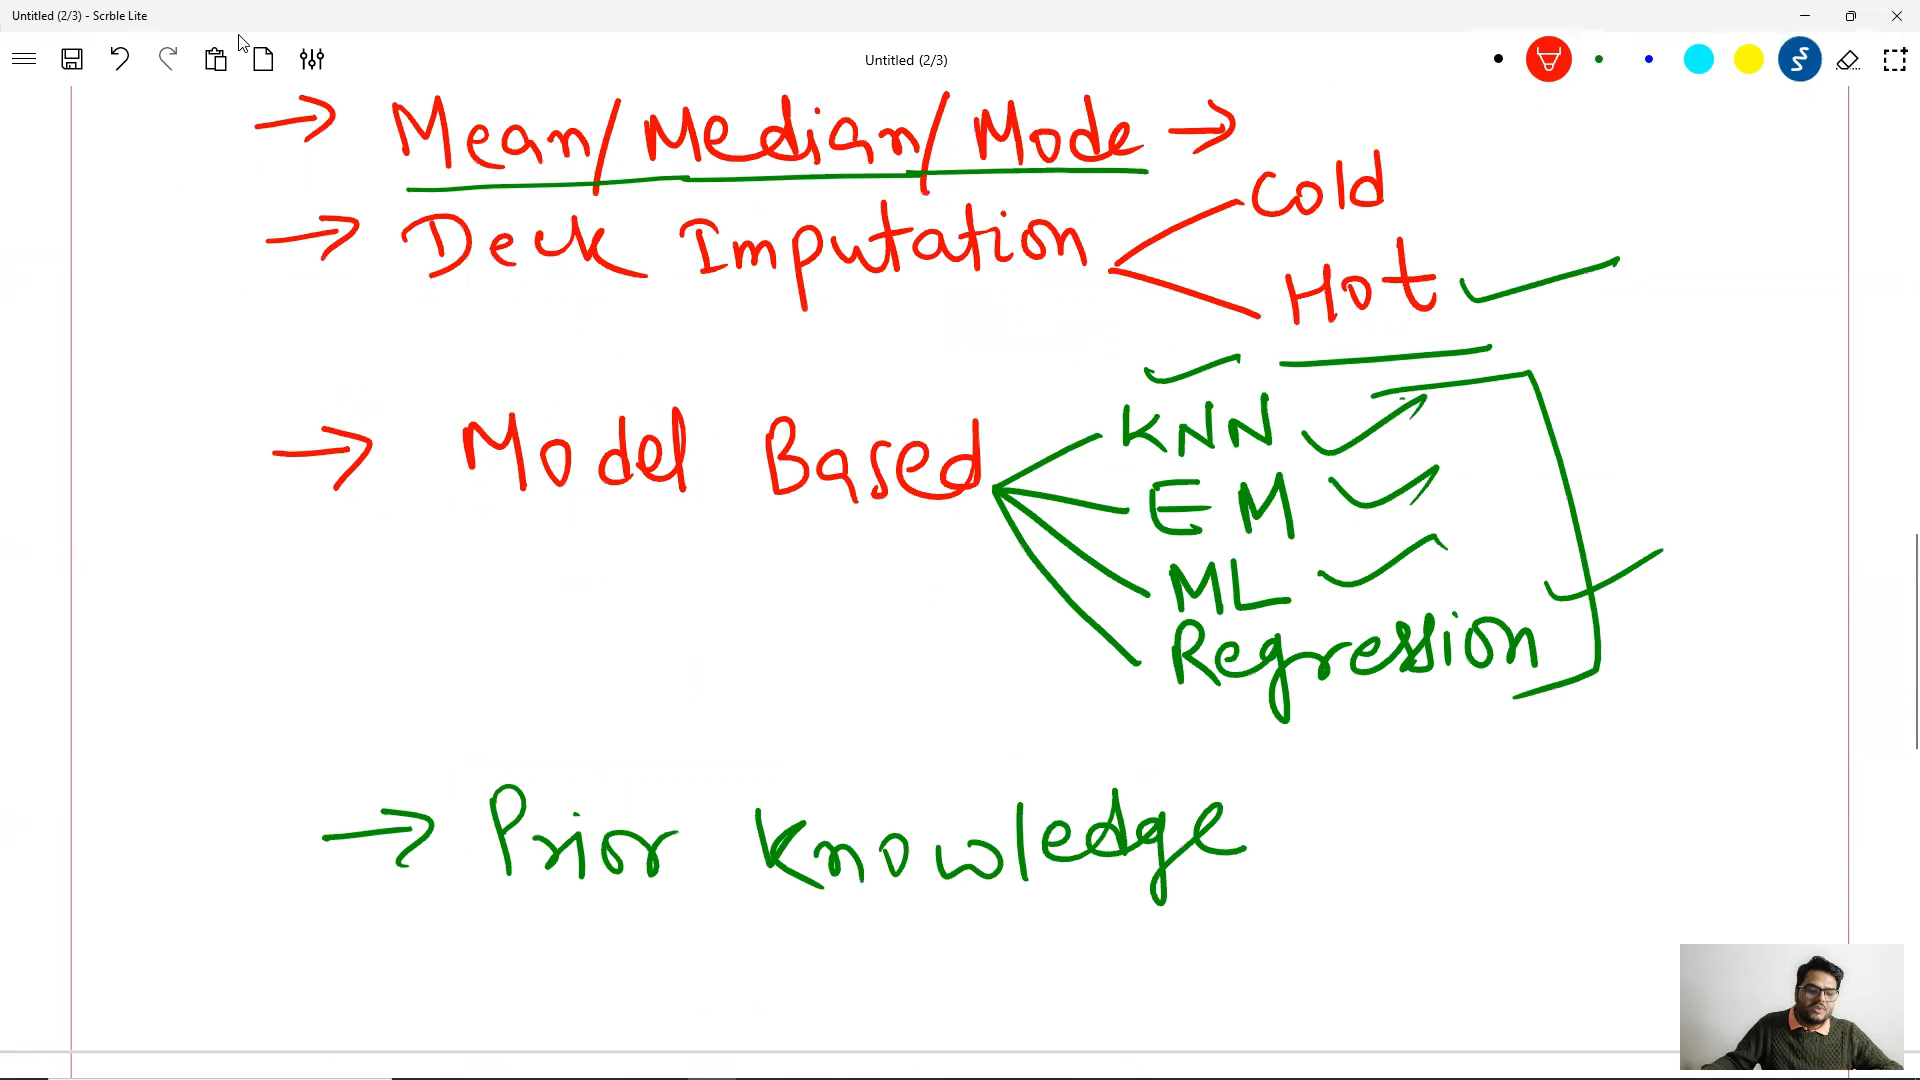 Untitled (2/3) - Scrble Lite
Untitled (2/3)
→ Mean/Median/Mode →
Cold
→ Deck Imputation
Hot
KNN
→ Model Based
EM
ML
Regression
→ Prior Knowledge